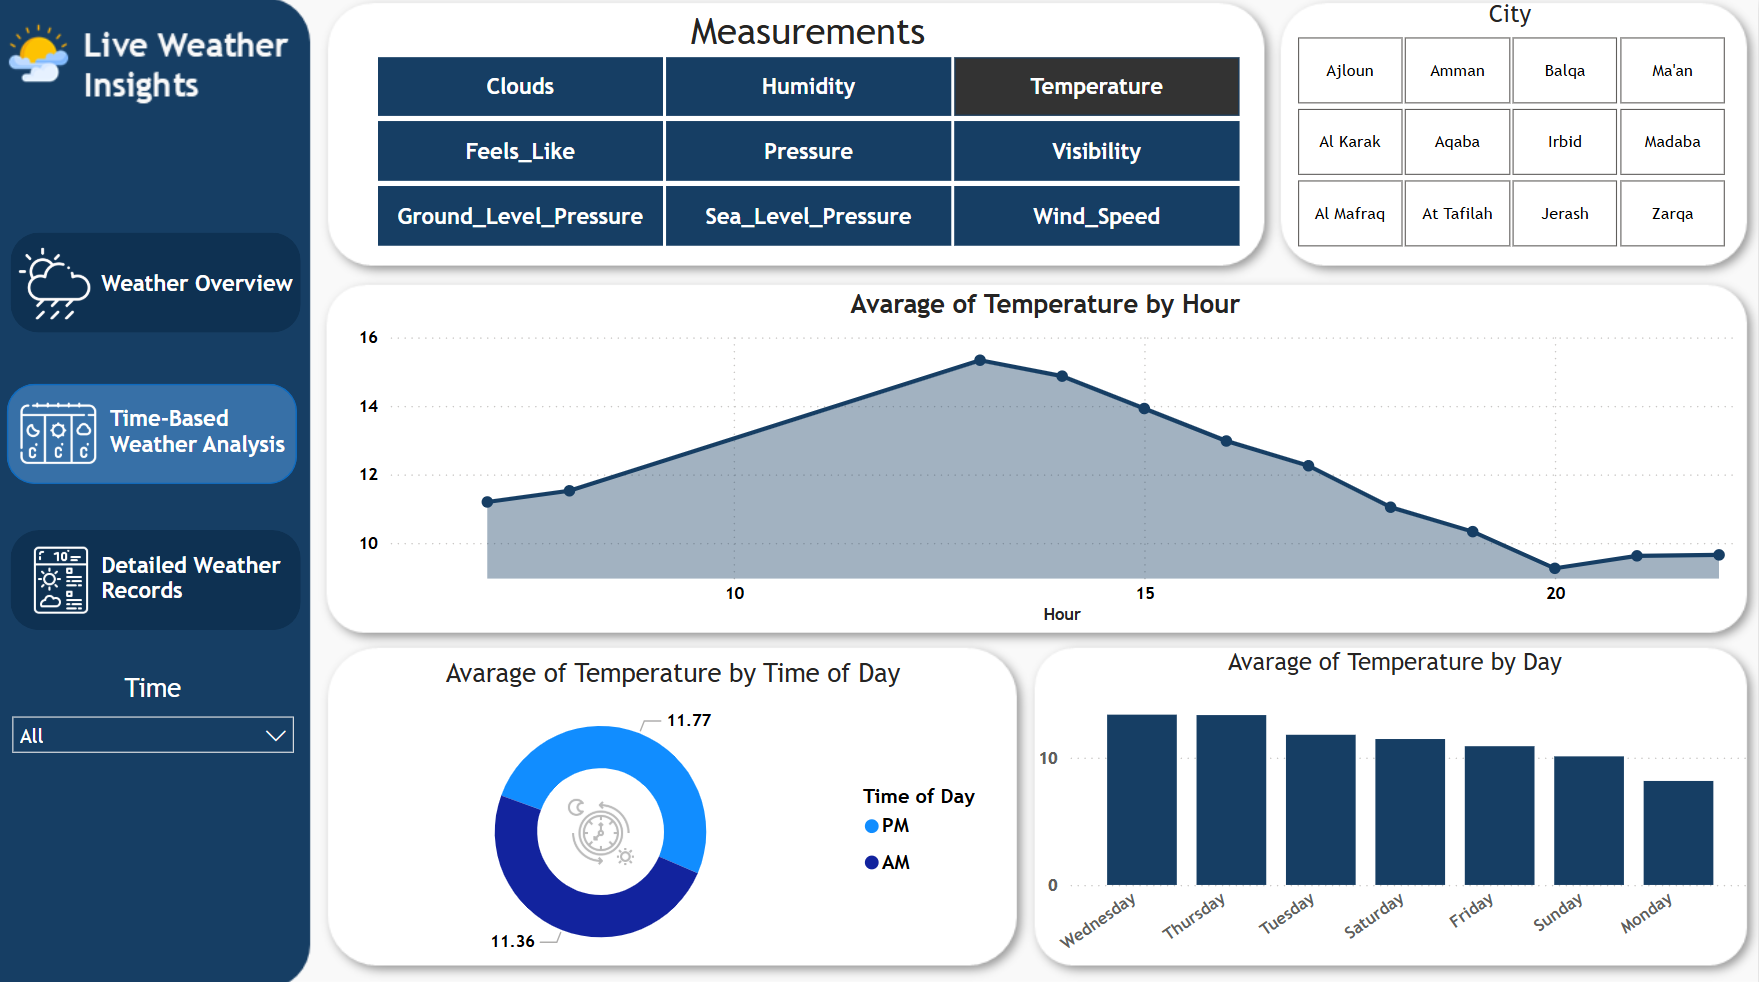 Live Weather
Insights
Weather Overview
Time-Based
Weather Analysis
10
C C C
Detailed Weather
Records
Time
All
Measurements
Clouds
Humidity
Temperature
Feels_Like
Pressure
Visibility
Ground_Level_Pressure
Sea_Level_Pressure
Wind_Speed
City
Ajloun
Amman
Balqa
Ma'an
Al Karak
Aqaba
Irbid
Madaba
Al Mafraq
At Tafilah
Jerash
Zarqa
Avarage of Temperature by Hour
16
14
12
10
10
15
20
Hour
Avarage of Temperature by Time of Day
11.77
11.36
Time of Day
PM
AM
Avarage of Temperature by Day
10
0
Wednesday
Thursday
Tuesday
Saturday
Friday
Sunday
Monday